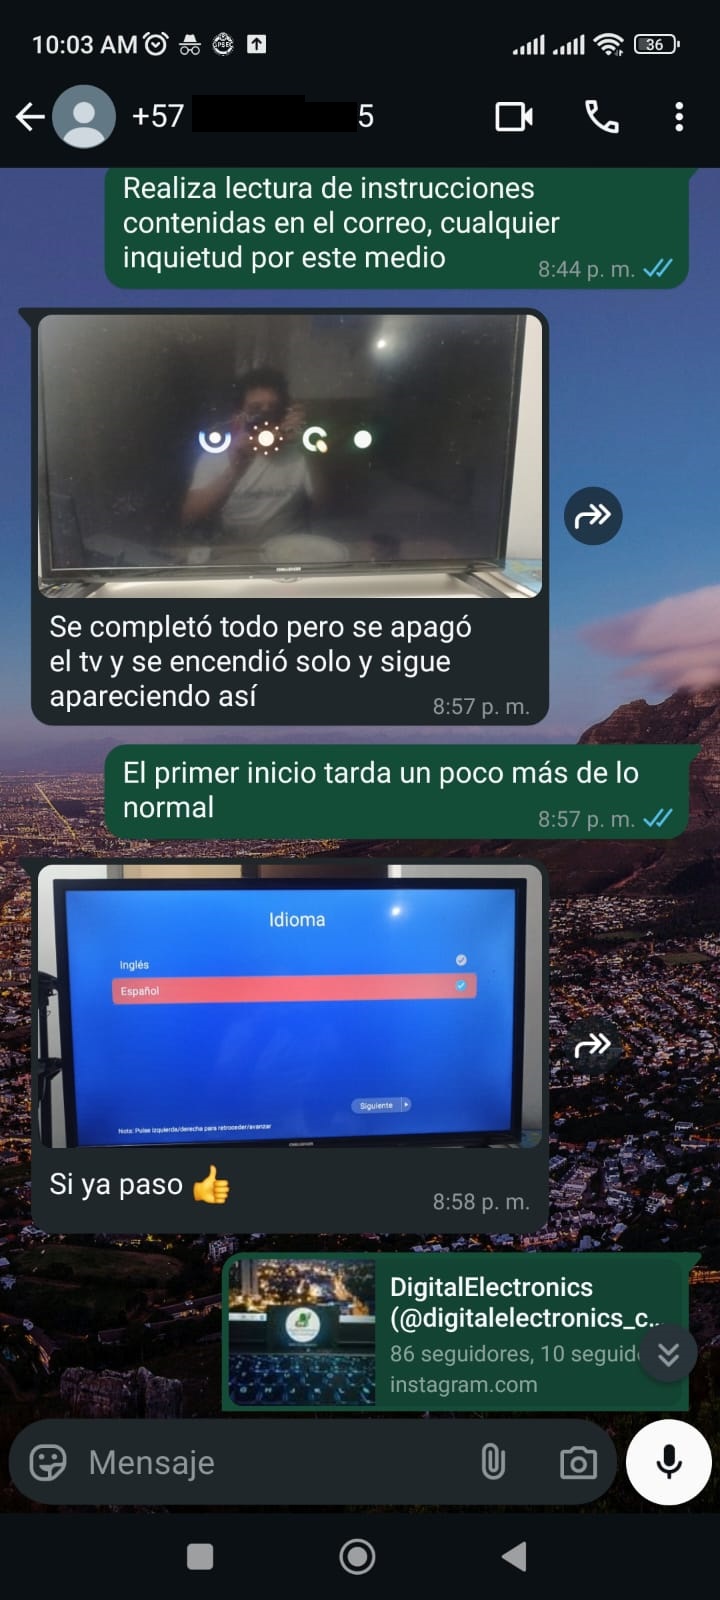 10:03 AM
36
+57 5
Realiza lectura de instrucciones
contenidas en el correo, cualquier
inquietud por este medio
8:44 p. m.
CHALLENGER
Se completó todo pero se apagó
el tv y se encendió solo y sigue
apareciendo así
8:57 p. m.
El primer inicio tarda un poco más de lo
normal
8:57 p. m.
Idioma
Inglés
Español
Siguiente
Nota: Pulse izquierda/derecha para retroceder/avanzar
Si ya paso 👍
8:58 p. m.
DigitalElectronics
(@digitalelectronics_c...
86 seguidores, 10 seguid
instagram.com
Mensaje